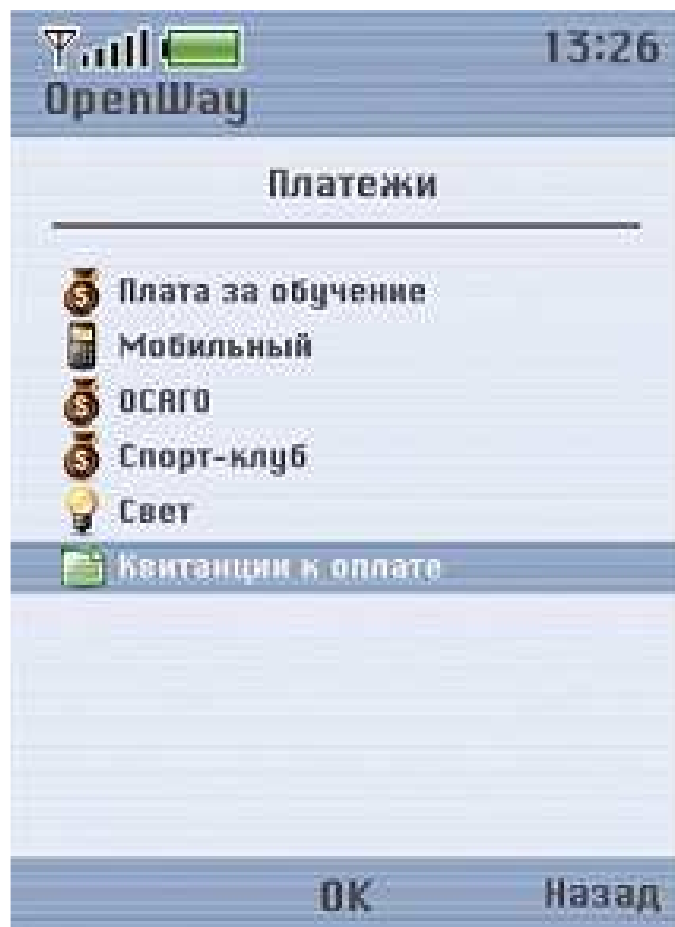 13:26
OpenWay
Платежи
Плата за обучение
Мобильный
ОСАГО
Спорт-клуб
Свет
Квитанции к оплате
OK
Назад